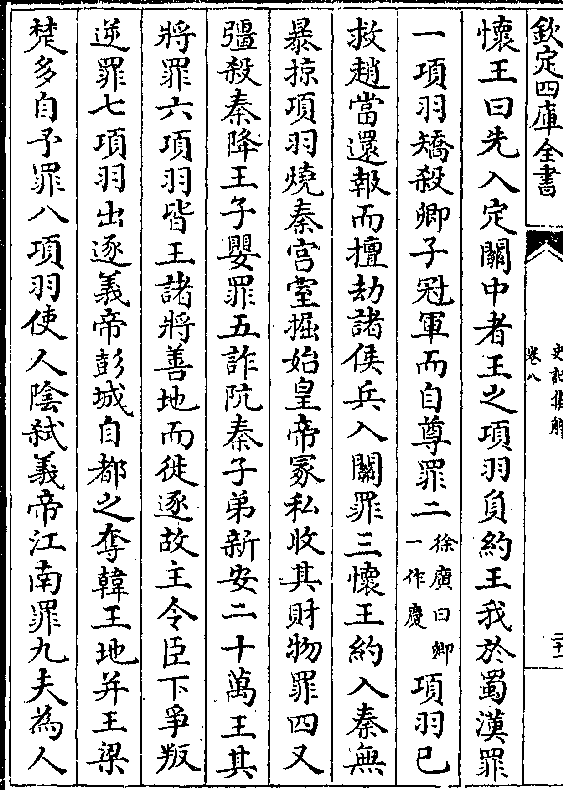 欽定四庫全書
史記集解
卷八
懷王曰先入定關中者王之項羽負約王我於蜀漢罪
一項羽矯殺卿子冠軍而自尊罪二徐廣曰卿一作慶項羽已
救趙當還報而擅劫諸侯兵入關罪三懷王約入秦無
暴掠項羽燒秦宮室掘始皇帝冢私收其財物罪四又
彊殺秦降王子嬰罪五詐阬秦子弟新安二十萬王其
將罪六項羽皆王諸將善地而徙逐故主令臣下爭叛
逆罪七項羽出逐義帝彭城自都之奪韓王地并王梁
楚多自予罪八項羽使人陰弒義帝江南罪九夫為人